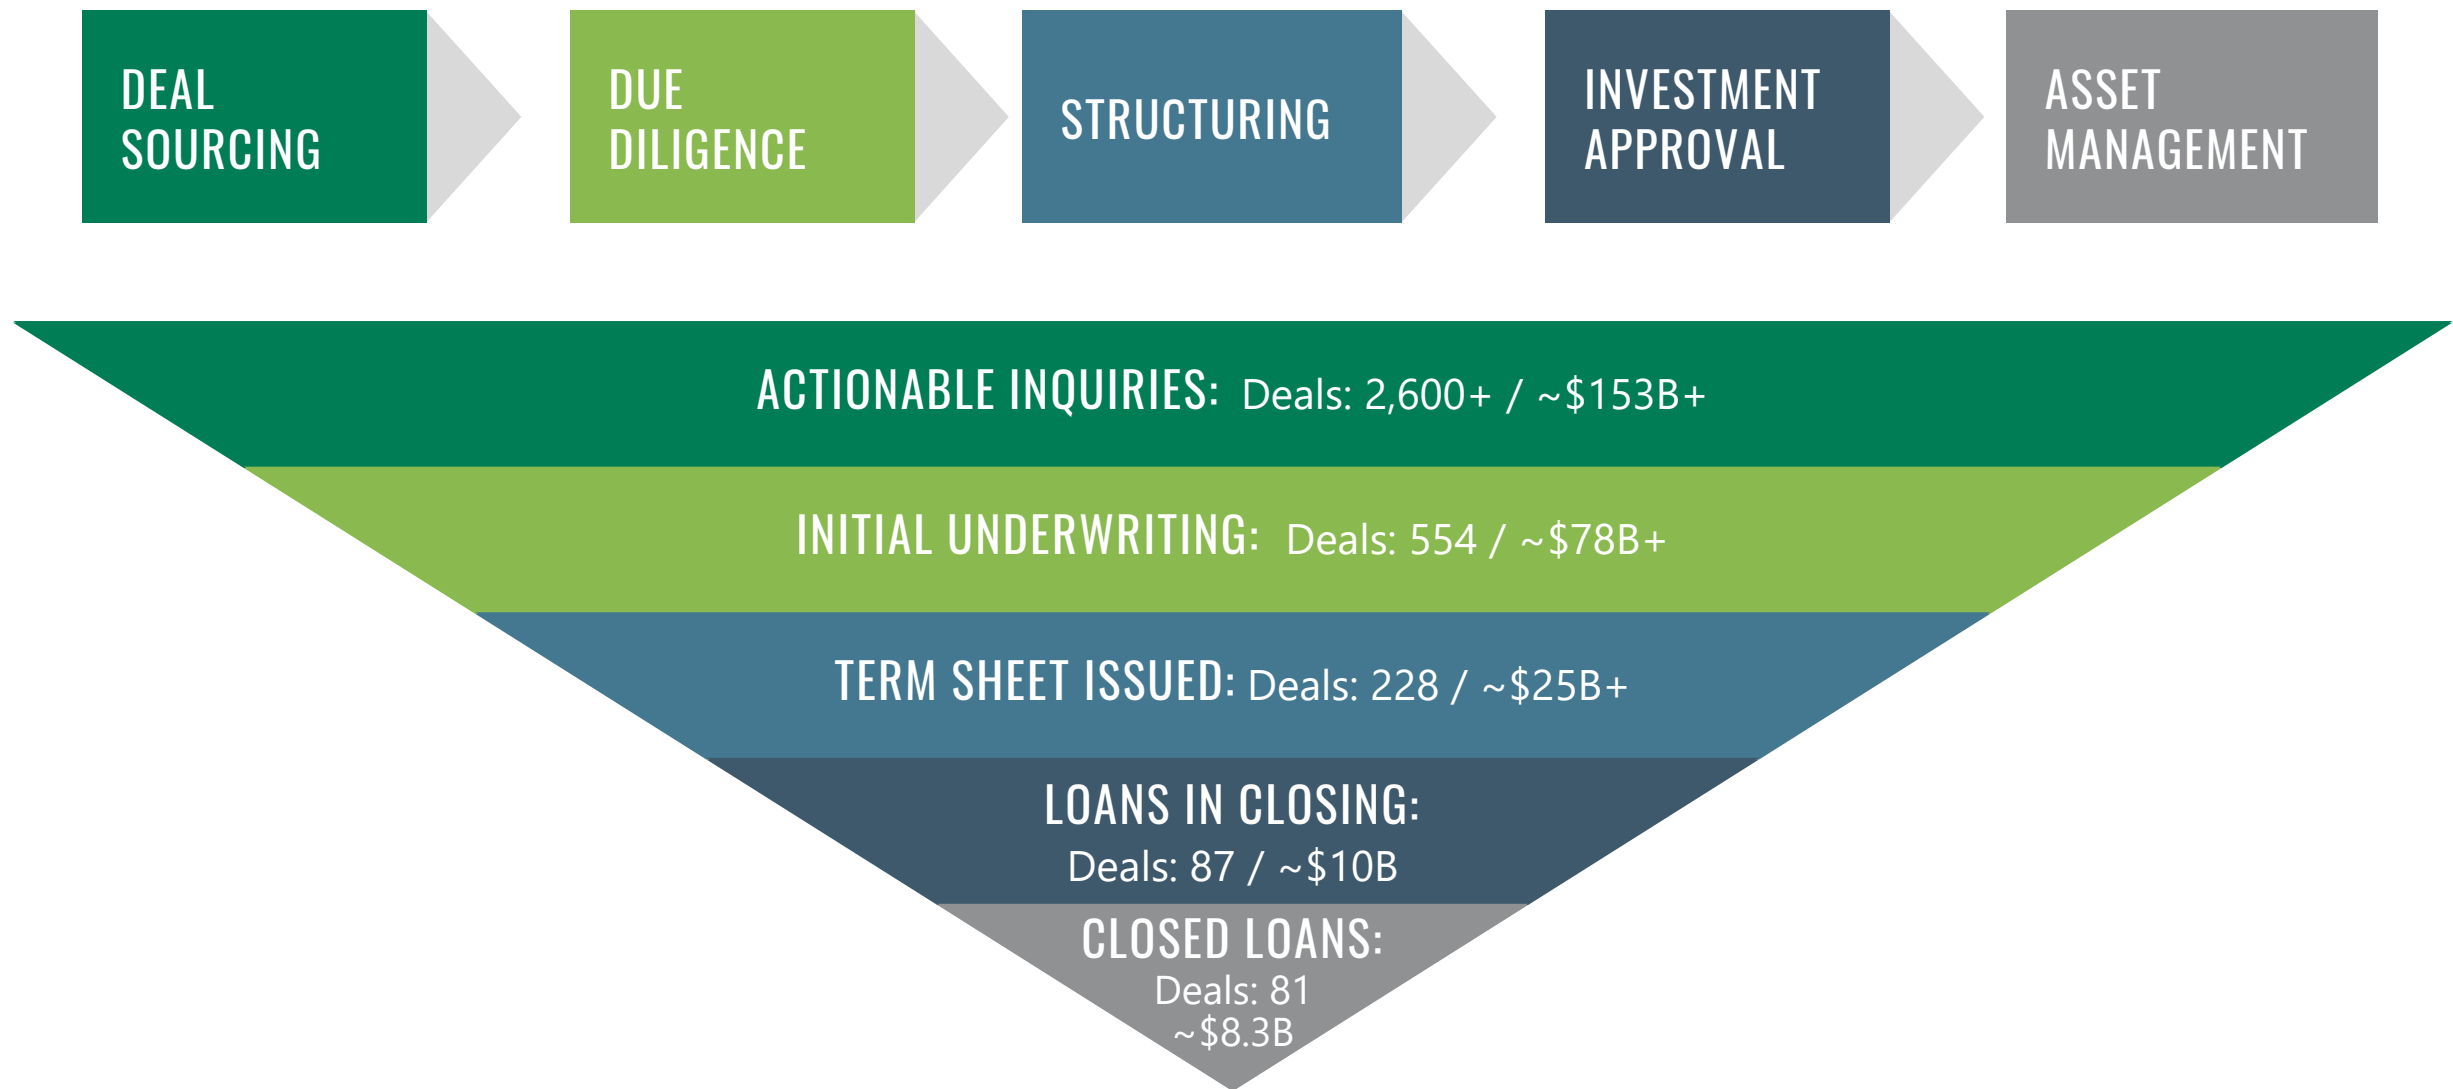 DEAL
SOURCING
DUE
DILIGENCE
STRUCTURING
INVESTMENT
APPROVAL
ASSET
MANAGEMENT
ACTIONABLE INQUIRIES: Deals: 2,600+ / ~$153B+
INITIAL UNDERWRITING: Deals: 554 / ~$78B+
TERM SHEET ISSUED: Deals: 228 / ~$25B+
LOANS IN CLOSING:
Deals: 87 / ~$10B
CLOSED LOANS:
Deals: 81
~$8.3B